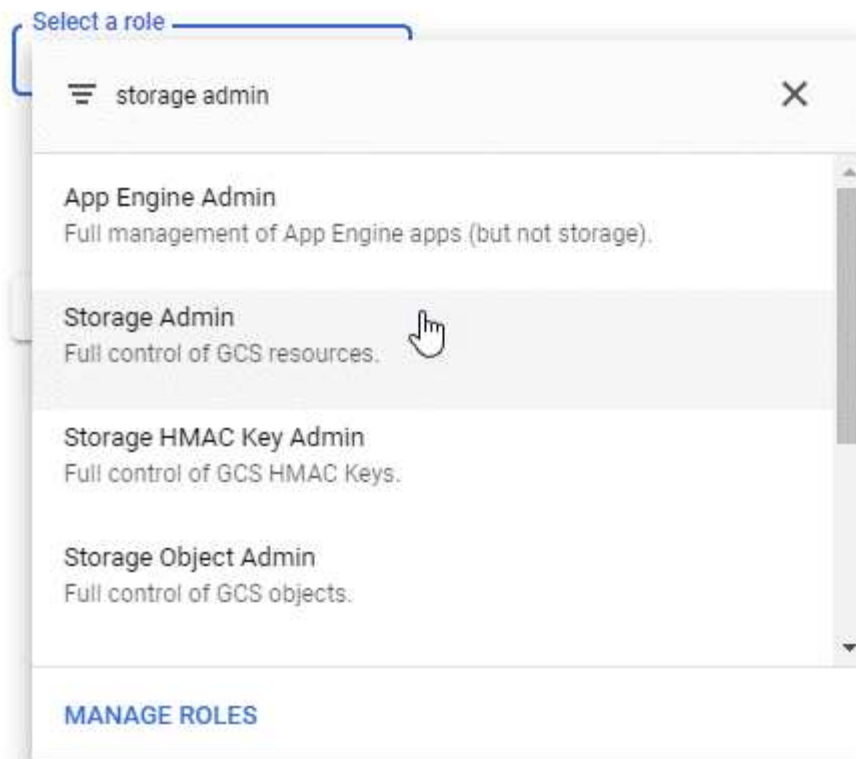 Select a role
storage admin
App Engine Admin
Full management of App Engine apps (but not storage).
Storage Admin
Full control of GCS resources.
Storage HMAC Key Admin
Full control of GCS HMAC Keys.
Storage Object Admin
Full control of GCS objects.
MANAGE ROLES